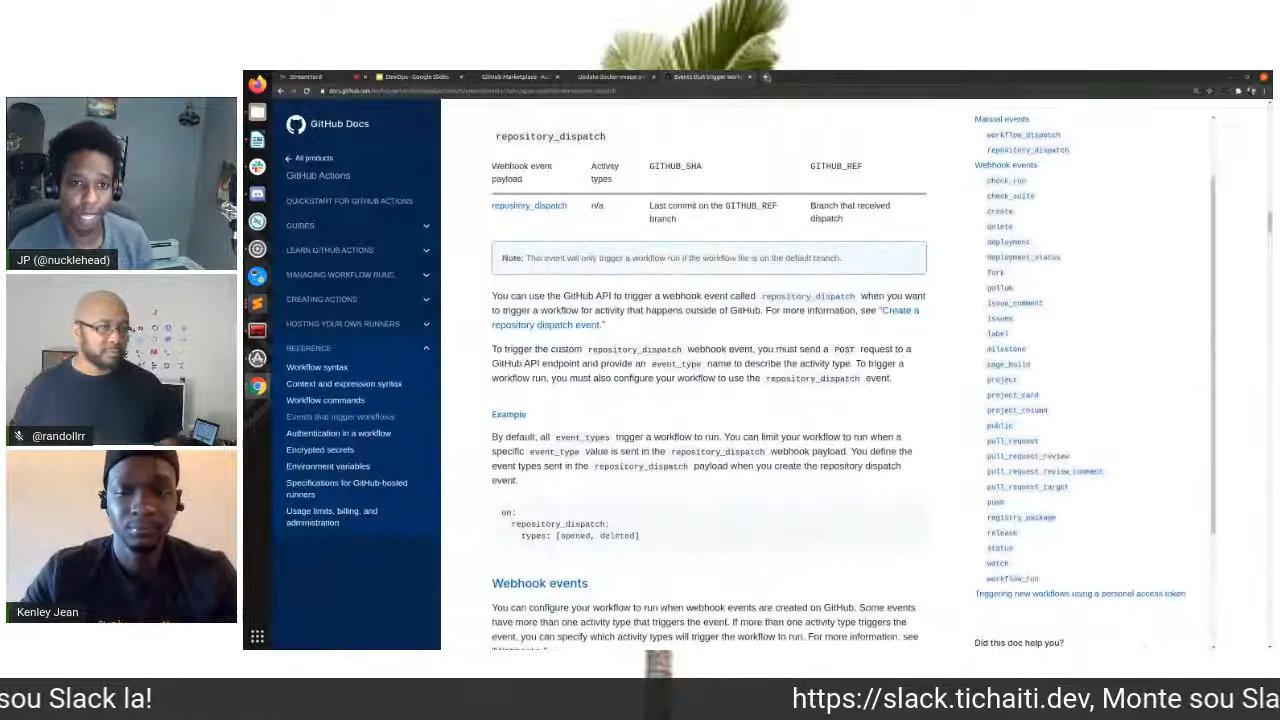 StreamYard
DevOps - Google Slides
GitHub Marketplace - Act
Update docker-image.ym
Events that trigger workfl
JP (@nucklehead)
@randollrr
Kenley Jean
GitHub Docs
All products
GitHub Actions
QUICKSTART FOR GITHUB ACTIONS
GUIDES
LEARN GITHUB ACTIONS
MANAGING WORKFLOW RUNS
CREATING ACTIONS
HOSTING YOUR OWN RUNNERS
REFERENCE
Workflow syntax
Context and expression syntax
Workflow commands
Events that trigger workflows
Authentication in a workflow
Encrypted secrets
Environment variables
Specifications for GitHub-hosted
runners
Usage limits, billing, and
administration
repository_dispatch
Webhook event
payload
Activity
types
GITHUB_SHA
GITHUB_REF
repository_dispatch
n/a
Last commit on the GITHUB_REF
branch
Branch that received
dispatch
Note: This event will only trigger a workflow run if the workflow file is on the default branch.
You can use the GitHub API to trigger a webhook event called repository_dispatch when you want
to trigger a workflow for activity that happens outside of GitHub. For more information, see "Create a
repository dispatch event."
To trigger the custom repository_dispatch webhook event, you must send a POST request to a
GitHub API endpoint and provide an event_type name to describe the activity type. To trigger a
workflow run, you must also configure your workflow to use the repository_dispatch event.
Example
By default, all event_types trigger a workflow to run. You can limit your workflow to run when a
specific event_type value is sent in the repository_dispatch webhook payload. You define the
event types sent in the repository_dispatch payload when you create the repository dispatch
event.
on:
repository_dispatch:
types: [opened, deleted]
Webhook events
You can configure your workflow to run when webhook events are created on GitHub. Some events
have more than one activity type that triggers the event. If more than one activity type triggers the
event, you can specify which activity types will trigger the workflow to run. For more information, see
"Webhooks."
Manual events
workflow_dispatch
repository_dispatch
Webhook events
check_run
check_suite
create
delete
deployment
deployment_status
fork
gollum
issue_comment
issues
label
milestone
page_build
project
project_card
project_column
public
pull_request
pull_request_review
pull_request_review_comment
pull_request_target
push
registry_package
release
status
watch
workflow_run
Triggering new workflows using a personal access token
Did this doc help you?
sou Slack la!
https://slack.tichaiti.dev, Monte sou Sla